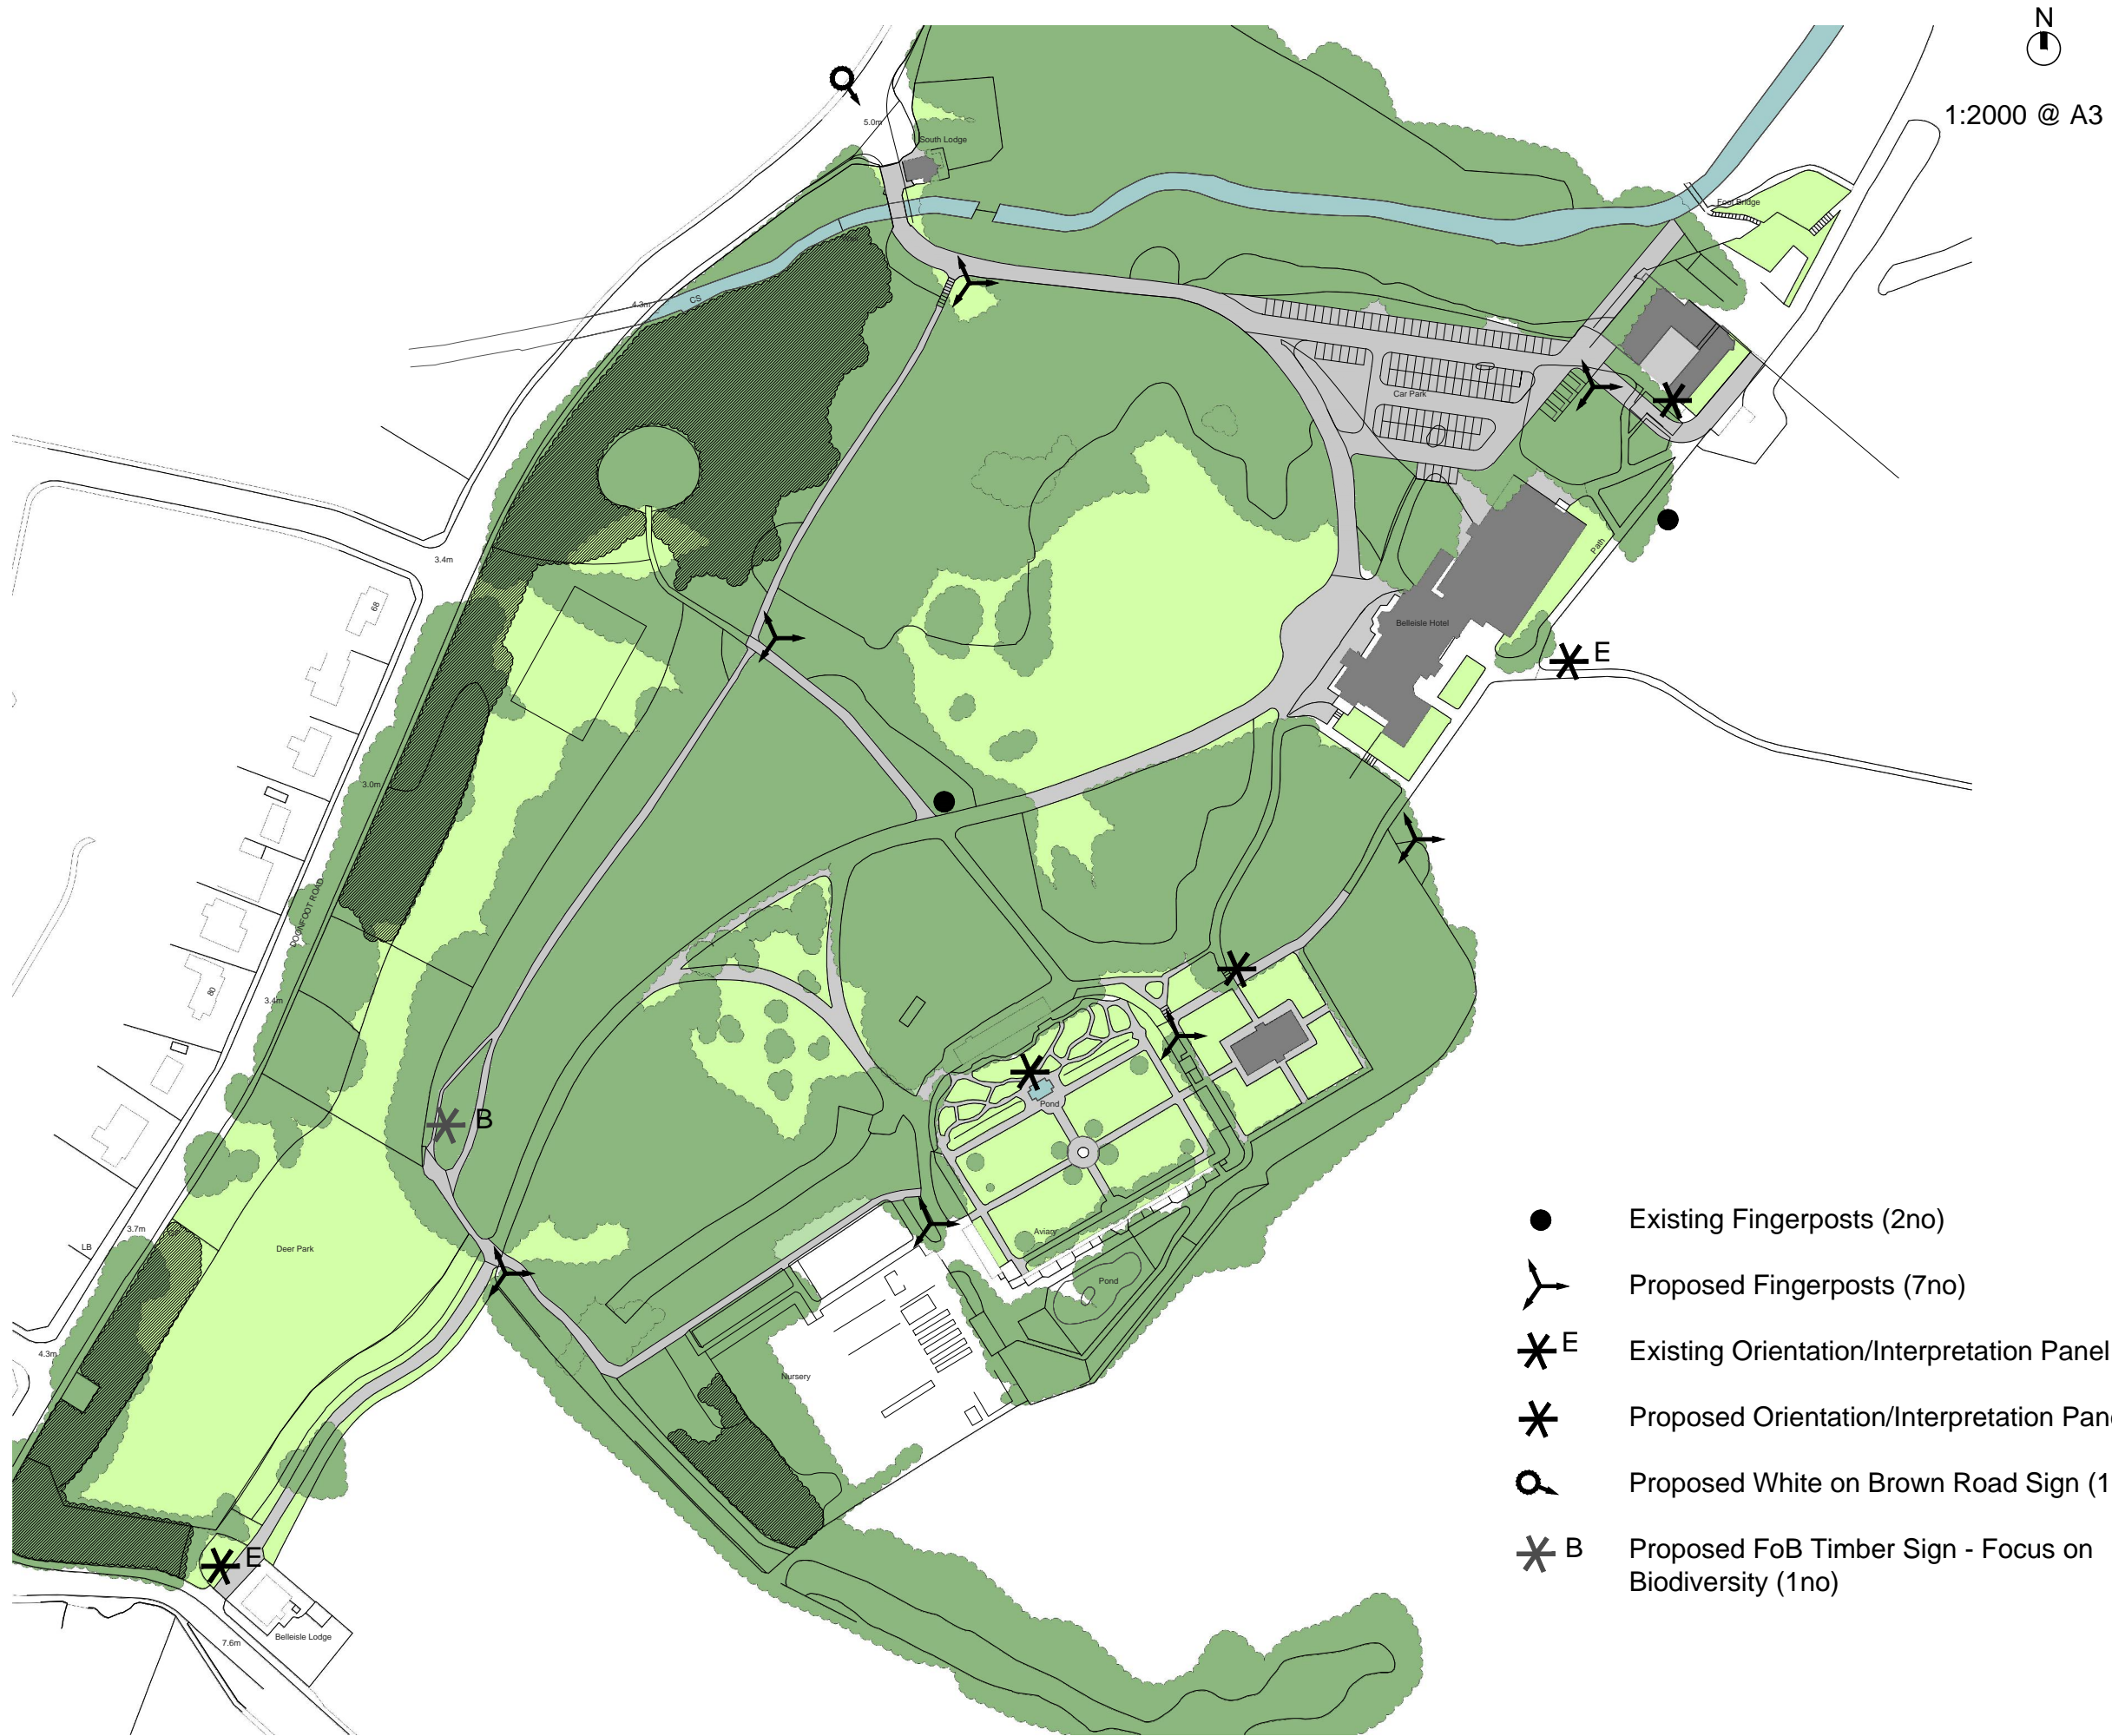 N
1:2000 @ A3
5.0m
South Lodge
Foot Bridge
CS
4.3m
Car Park
Path
3.4m
68
Belleisle Hotel
E
3.0m
DOONFOOT ROAD
80
3.4m
Pond
B
3.7m
LB
Deer Park
Aviary
Pond
4.3m
Nursery
E
Belleisle Lodge
7.6m
Existing Fingerposts (2no)
Proposed Fingerposts (7no)
E Existing Orientation/Interpretation Panel
Proposed Orientation/Interpretation
Proposed White on Brown Road Sign (1
B Proposed FoB Timber Sign - Focus on
Biodiversity (1no)